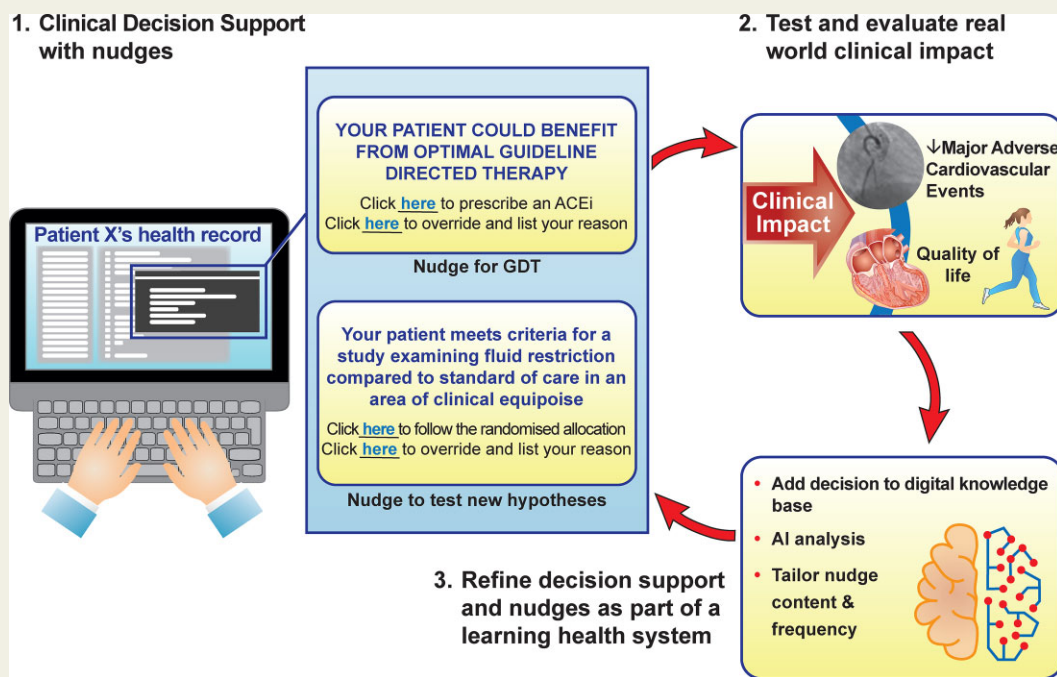 1. Clinical Decision Support
with nudges
YOUR PATIENT COULD BENEFIT
FROM OPTIMAL GUIDELINE
DIRECTED THERAPY
Click here to prescribe an ACEi
Click here to override and list your reason
Nudge for GDT
Patient X's health record
Your patient meets criteria for a
study examining fluid restriction
compared to standard of care in an
area of clinical equipoise
Click here to follow the randomised allocation
Click here to override and list your reason
Nudge to test new hypotheses
2. Test and evaluate real
world clinical impact
Clinical
Impact
↓Major Adverse
Cardiovascular
Events
Quality of
life
3. Refine decision support
and nudges as part of a
learning health system
• Add decision to digital knowledge
base
• AI analysis
• Tailor nudge
content &
frequency